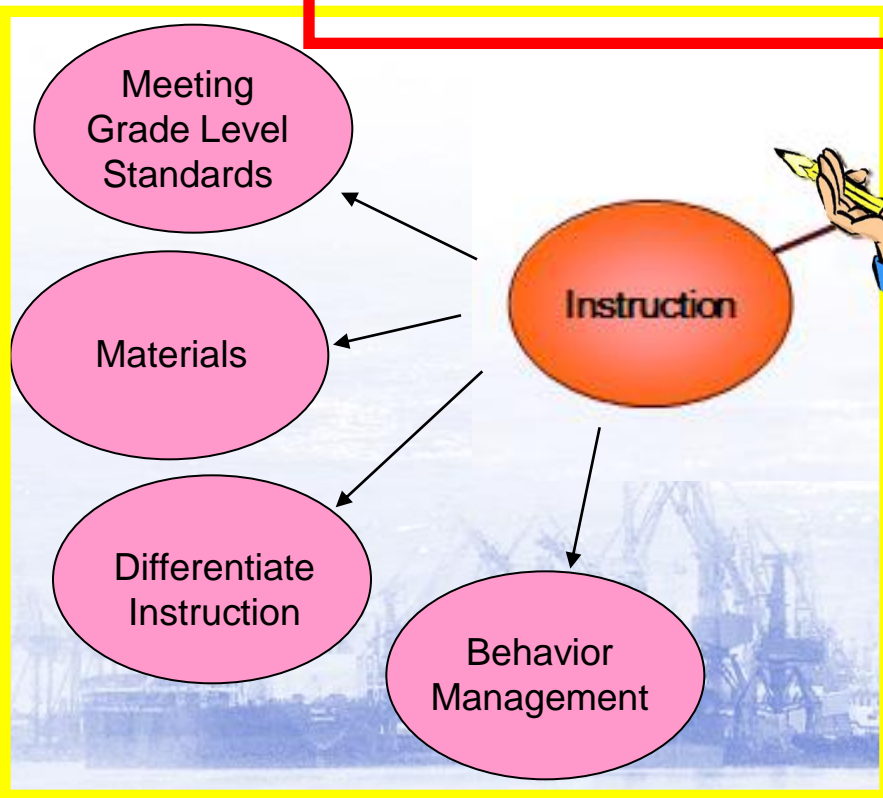 Meeting
Grade Level
Standards
Instruction
Materials
Differentiate
Instruction
Behavior
Management